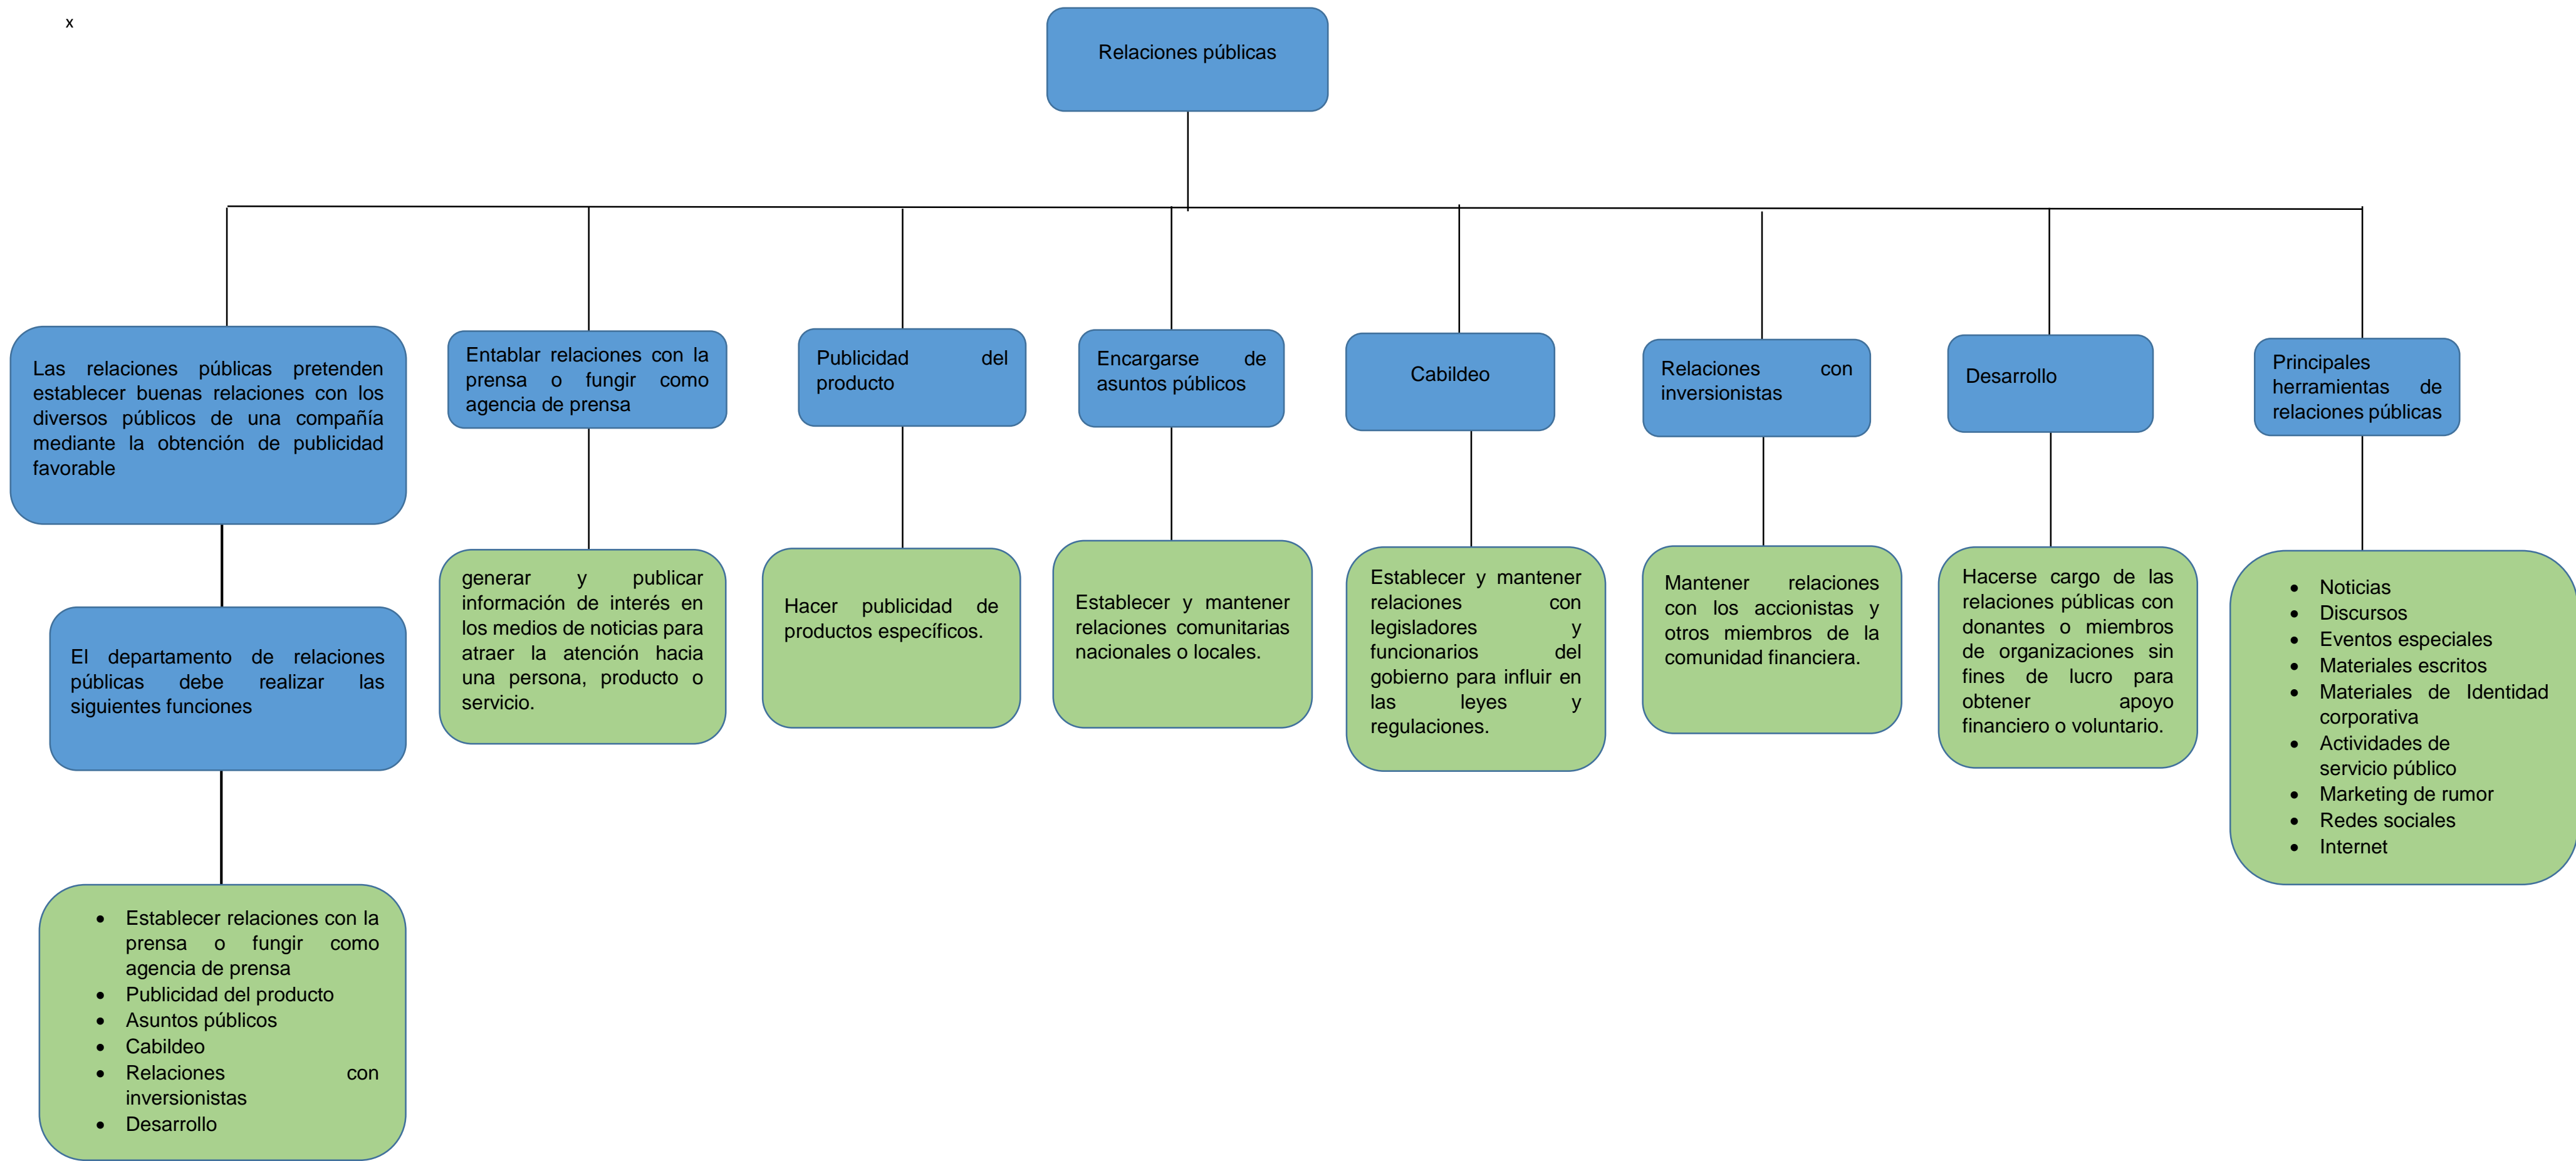 x
Relaciones públicas
Las relaciones públicas pretenden
establecer buenas relaciones con los
diversos públicos de una compañía
mediante la obtención de publicidad
favorable
El departamento de relaciones
públicas debe realizar las
siguientes funciones
• Establecer relaciones con la
prensa o fungir como
agencia de prensa
• Publicidad del producto
• Asuntos públicos
• Cabildeo
• Relaciones con
inversionistas
• Desarrollo
Entablar relaciones con la
prensa o fungir como
agencia de prensa
generar y publicar
información de interés en
los medios de noticias para
atraer la atención hacia
una persona, producto o
servicio.
Publicidad del
producto
Hacer publicidad de
productos específicos.
Encargarse de
asuntos públicos
Establecer y mantener
relaciones comunitarias
nacionales o locales.
Cabildeo
Establecer y mantener
relaciones con
legisladores y
funcionarios del
gobierno para influir en
las leyes y
regulaciones.
Relaciones con
inversionistas
Mantener relaciones
con los accionistas y
otros miembros de la
comunidad financiera.
Desarrollo
Hacerse cargo de las
relaciones públicas con
donantes o miembros
de organizaciones sin
fines de lucro para
obtener apoyo
financiero o voluntario.
Principales
herramientas de
relaciones públicas
• Noticias
• Discursos
• Eventos especiales
• Materiales escritos
• Materiales de Identidad
corporativa
• Actividades de
servicio público
• Marketing de rumor
• Redes sociales
• Internet